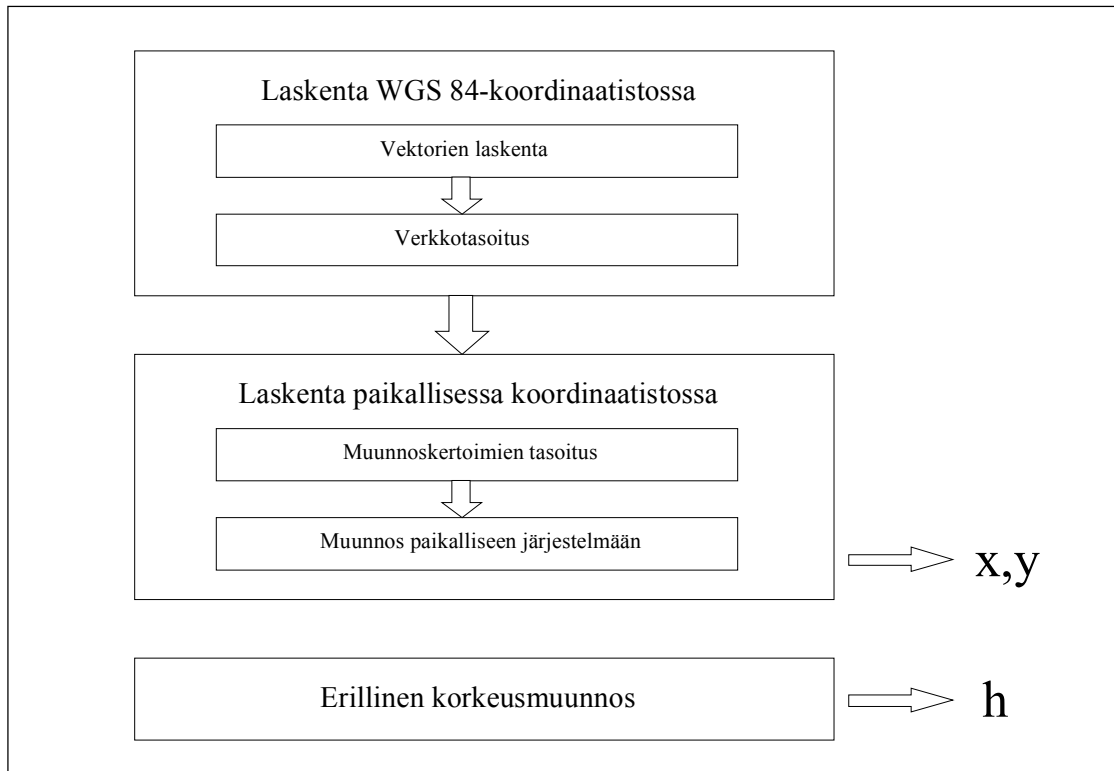 Laskenta WGS 84-koordinaatistossa
Vektorien laskenta
Verkkotasoitus
Laskenta paikallisessa koordinaatistossa
Muunnoskertoimien tasoitus
Muunnos paikalliseen järjestelmään
x,y
Erillinen korkeusmuunnos
h